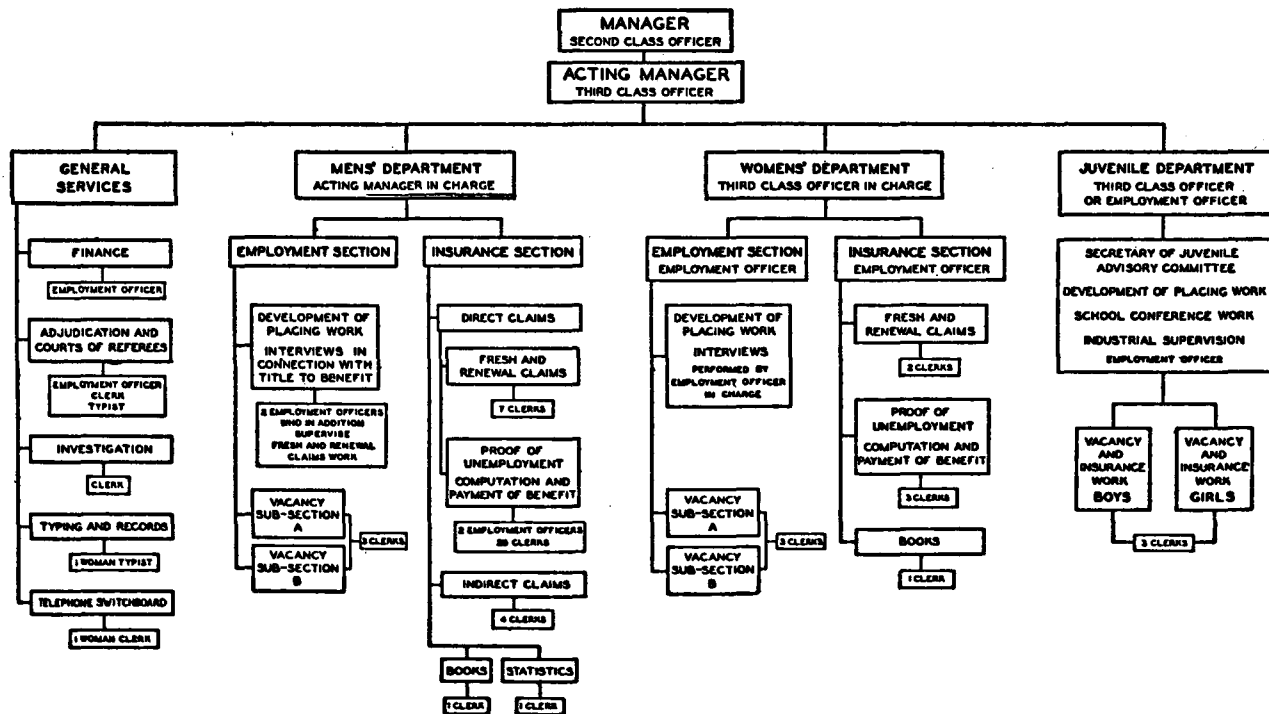 MANAGER
SECOND CLASS OFFICER
ACTING MANAGER
THIRD CLASS OFFICER
GENERAL
SERVICES
FINANCE
EMPLOYMENT OFFICER
ADJUDICATION AND
COURTS OF REFEREES
EMPLOYMENT OFFICER
CLERK
TYPIST
INVESTIGATION
CLERK
TYPING AND RECORDS
1 WOMAN TYPIST
TELEPHONE SWITCHBOARD
1 WOMAN CLERK
MENS' DEPARTMENT
ACTING MANAGER IN CHARGE
EMPLOYMENT SECTION
DEVELOPMENT OF
PLACING WORK
INTERVIEWS IN
CONNECTION WITH
TITLE TO BENEFIT
2 EMPLOYMENT OFFICERS
WHO IN ADDITION
SUPERVISE
FRESH AND RENEWAL
CLAIMS WORK
VACANCY
SUB-SECTION
A
VACANCY
SUB-SECTION
B
3 CLERKS
INSURANCE SECTION
DIRECT CLAIMS
FRESH AND
RENEWAL CLAIMS
7 CLERKS
PROOF OF
UNEMPLOYMENT
COMPUTATION AND
PAYMENT OF BENEFIT
2 EMPLOYMENT OFFICERS
CLERKS
INDIRECT CLAIMS
4 CLERKS
BOOKS
1 CLERK
STATISTICS
1 CLERK
WOMENS' DEPARTMENT
THIRD CLASS OFFICER IN CHARGE
EMPLOYMENT SECTION
EMPLOYMENT OFFICER
DEVELOPMENT OF
PLACING WORK
INTERVIEWS
PERFORMED BY
EMPLOYMENT OFFICER
IN CHARGE
VACANCY
SUB-SECTION
A
VACANCY
SUB-SECTION
B
CLERKS
INSURANCE SECTION
EMPLOYMENT OFFICER
FRESH AND
RENEWAL CLAIMS
2 CLERKS
PROOF OF
UNEMPLOYMENT
COMPUTATION AND
PAYMENT OF BENEFIT
3 CLERKS
BOOKS
1 CLERK
JUVENILE DEPARTMENT
THIRD CLASS OFFICER
OR EMPLOYMENT OFFICER
SECRETARY OF JUVENILE
ADVISORY COMMITTEE
DEVELOPMENT OF PLACING WORK
SCHOOL CONFERENCE WORK
INDUSTRIAL SUPERVISION
EMPLOYMENT OFFICER
VACANCY
AND
INSURANCE
WORK
BOYS
VACANCY
AND
INSURANCE
WORK
GIRLS
3 CLERKS